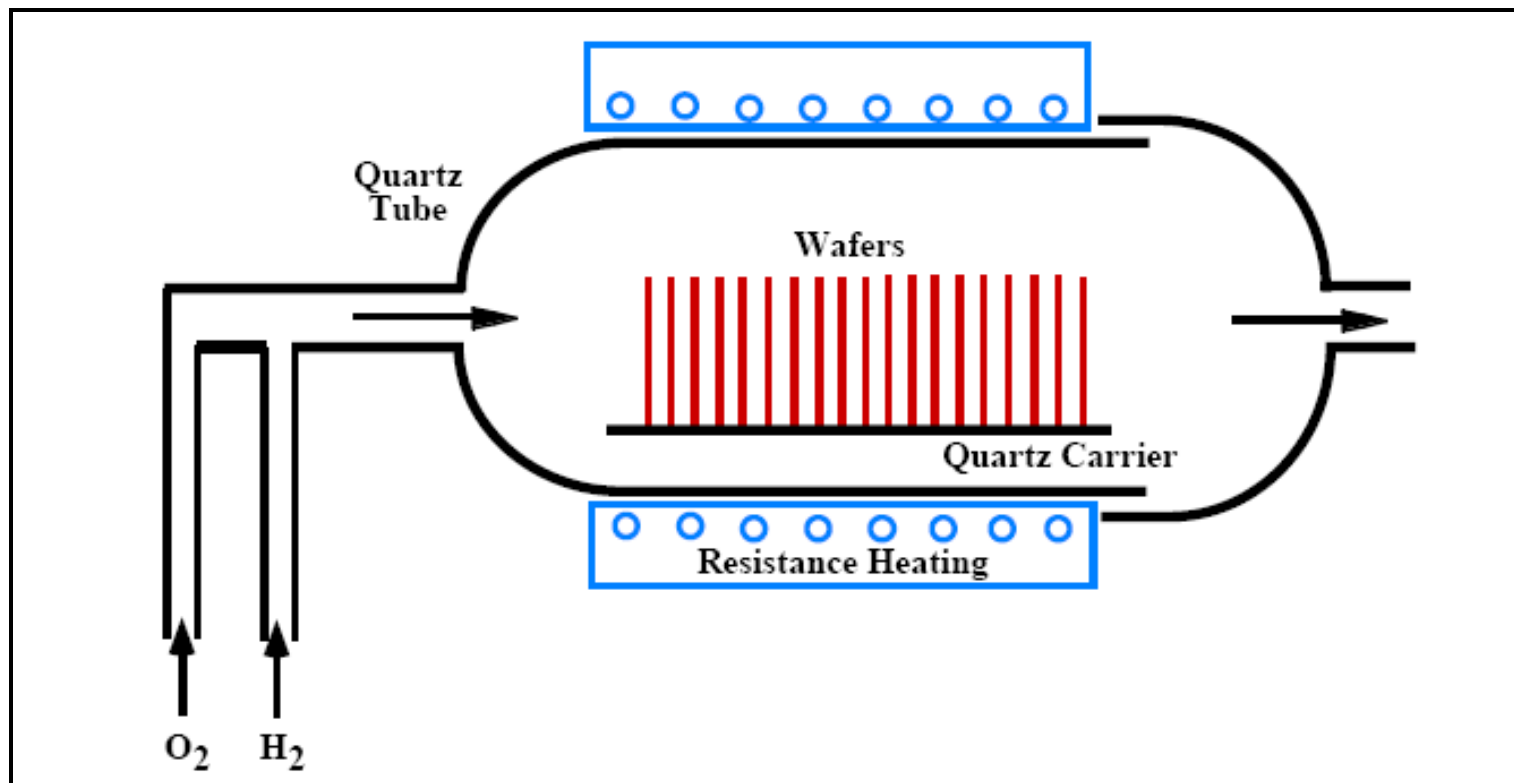 Quartz
Tube
Wafers
Quartz Carrier
Resistance Heating
O2
H2